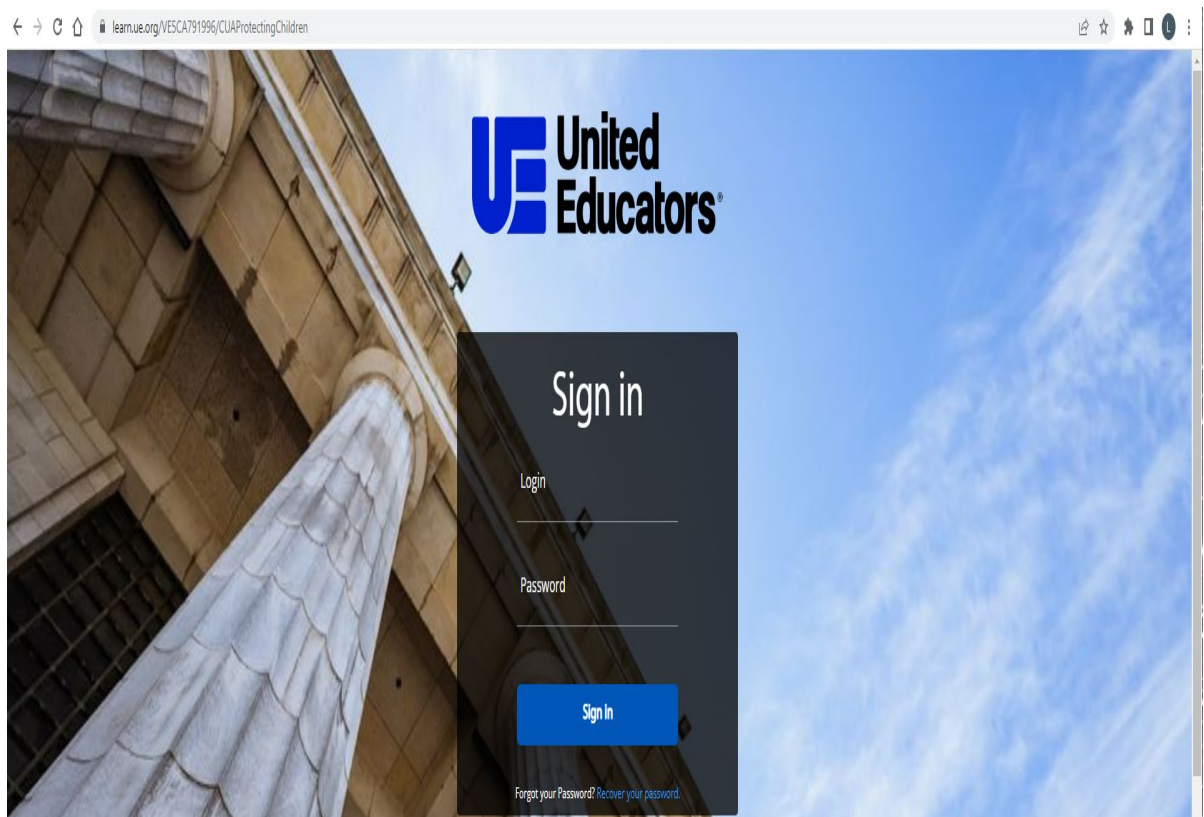 learn.ue.org/VE5CA791996/CUAProtectingChildren
L
UE United
Educators®
Sign in
Login
Password
Sign in
Forgot your Password? Recover your password.